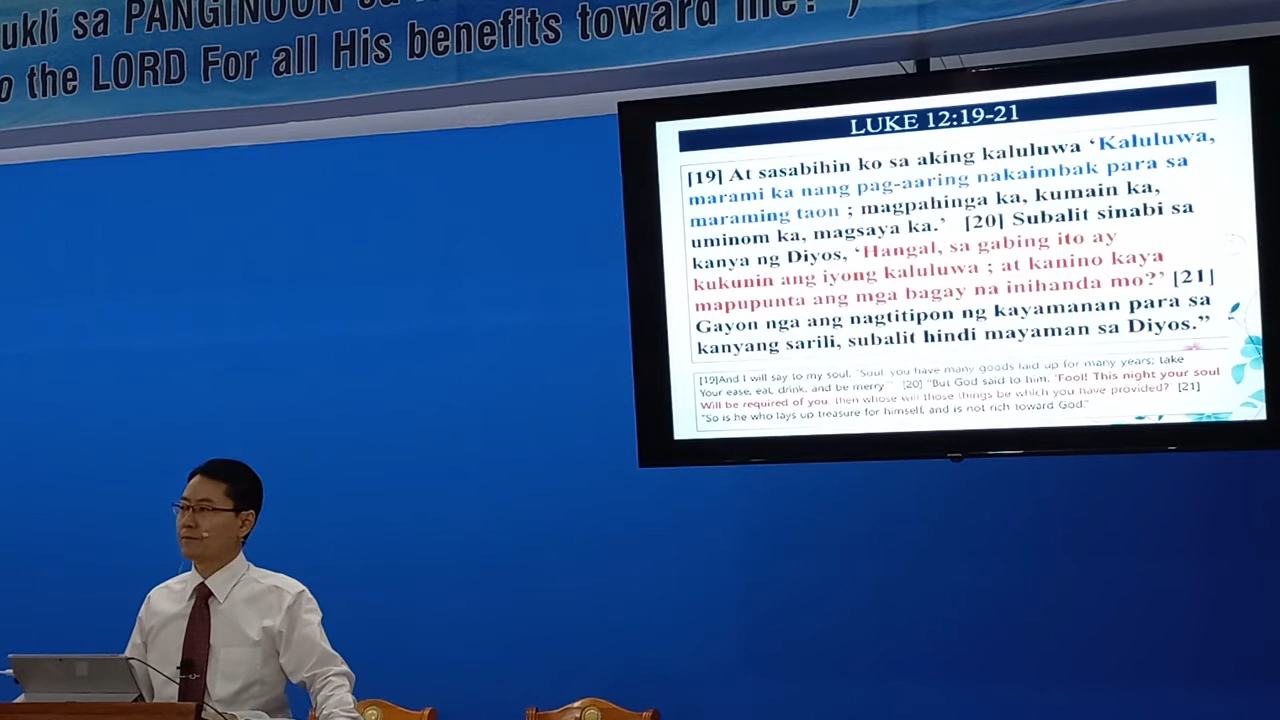 ukli sa PANGINOON sa
the LORD For all His benefits toward me? )
LUKE 12:19-21
[19] At sasabihin ko sa aking kaluluwa ‘Kaluluwa,
marami ka nang pag-aaring nakaimbak para sa
maraming taon ; magpahinga ka, kumain ka,
uminom ka, magsaya ka.’ [20] Subalit sinabi sa
kanya ng Diyos, ‘Hangal, sa gabing ito ay
kukunin ang iyong kaluluwa ; at kanino kaya
mapupunta ang mga bagay na inihanda mo?’ [21]
Gayon nga ang nagtitipon ng kayamanan para sa
kanyang sarili, subalit hindi mayaman sa Diyos.”
[19]And I will say to my soul, "Soul, you have many goods laid up for many years; take
Your ease, eat, drink, and be merry." [20] "But God said to him, 'Fool! This night your soul
Will be required of you, then whose will those things be which you have provided?' [21]
"So is he who lays up treasure for himself, and is not rich toward God."